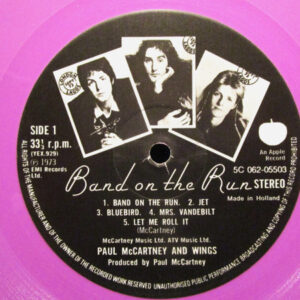 LONDON
LABEL
SIDE 1
33⅓ r.p.m.
(YEX.929)
℗ 1973
EMI Records
Ltd.
An Apple
Record
5C 062-05503
Band on the Run
STEREO
Made in Holland
1. BAND ON THE RUN. 2. JET
3. BLUEBIRD. 4. MRS. VANDEBILT
5. LET ME ROLL IT
(McCartney)
McCartney Music Ltd. ATV Music Ltd.
PAUL McCARTNEY AND WINGS
Produced by Paul McCartney
ALL RIGHTS OF THE MANUFACTURER AND OF THE OWNER OF THE RECORDED WORK RESERVED UNAUTHORISED PUBLIC PERFORMANCE BROADCASTING AND COPYING OF THIS RECORD PROHIBITED